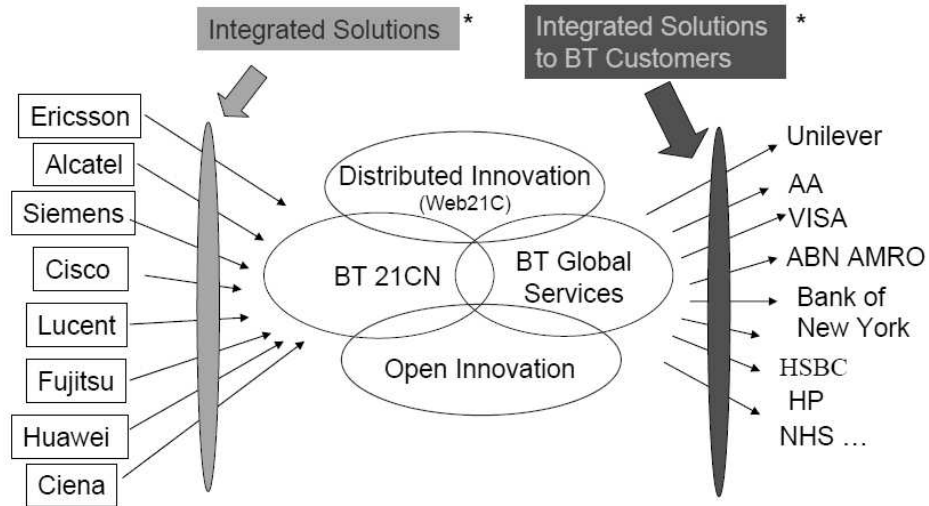 Integrated Solutions *
Integrated Solutions *
to BT Customers
Ericsson
Alcatel
Siemens
Cisco
Lucent
Fujitsu
Huawei
Ciena
Distributed Innovation
(Web21C)
BT 21CN
BT Global
Services
Open Innovation
Unilever
AA
VISA
ABN AMRO
Bank of
New York
HSBC
HP
NHS ...